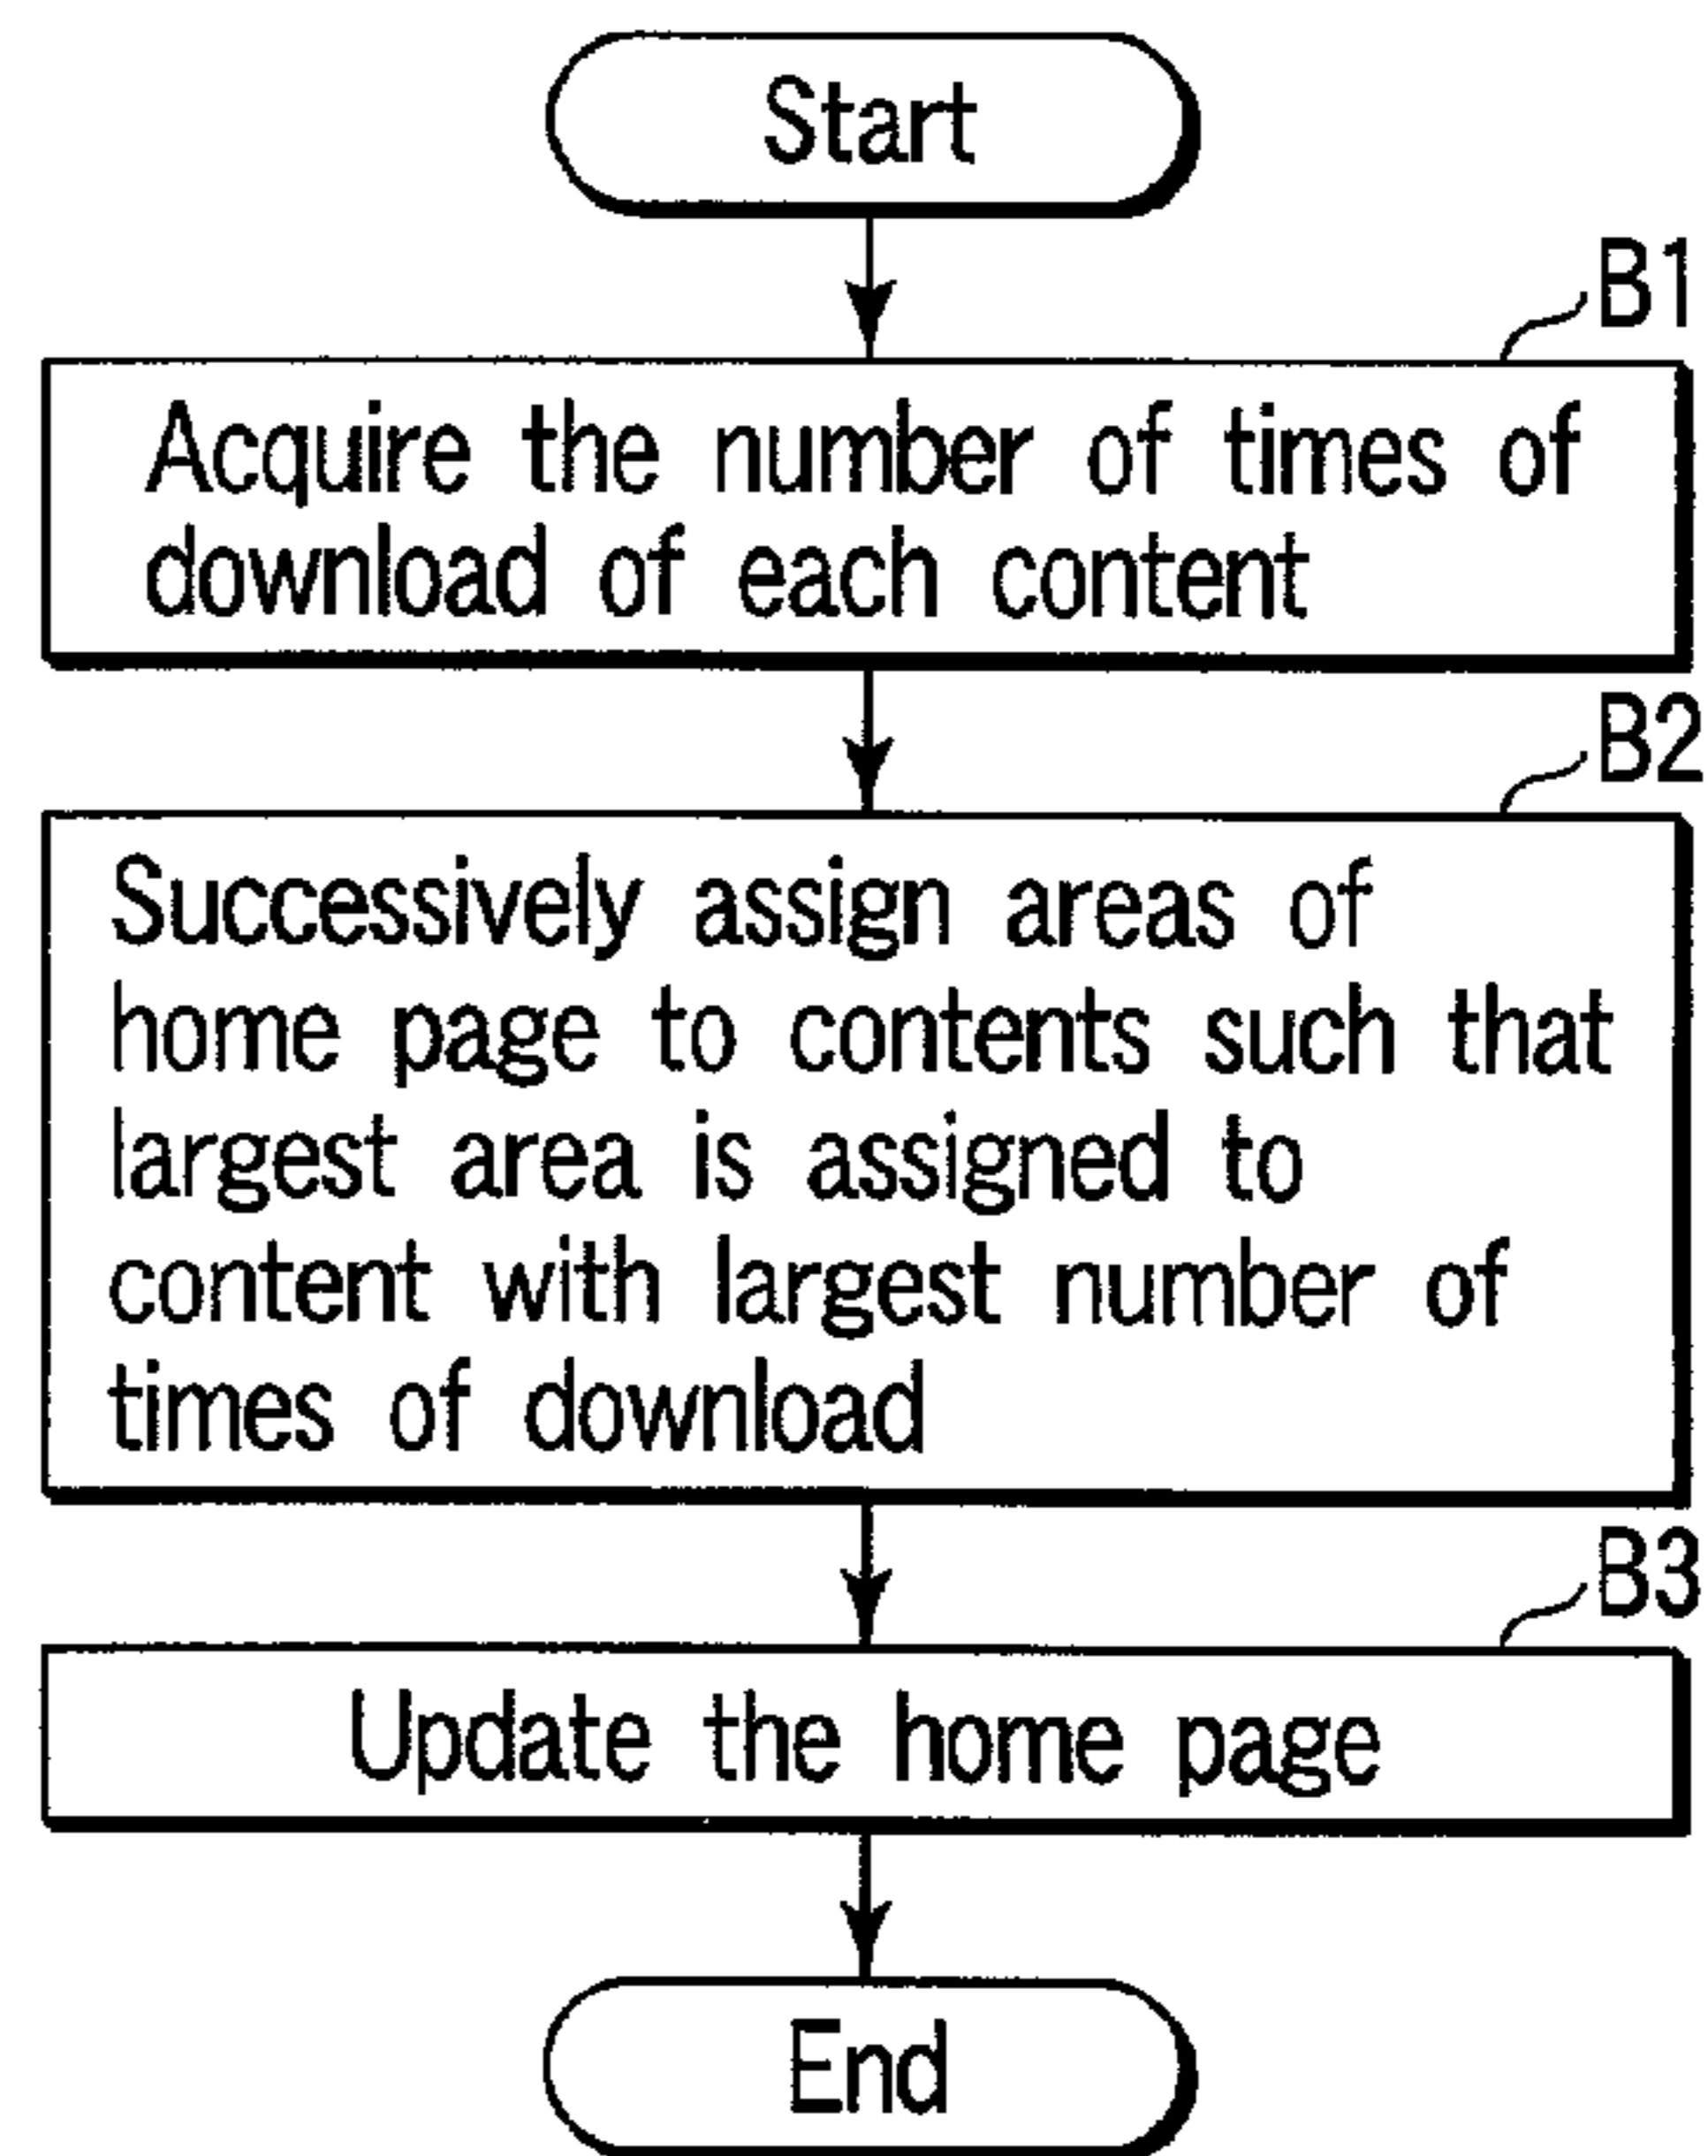 Start
B1
Acquire the number of times of
download of each content
B2
Successively assign areas of
home page to contents such that
largest area is assigned to
content with largest number of
times of download
B3
Update the home page
End